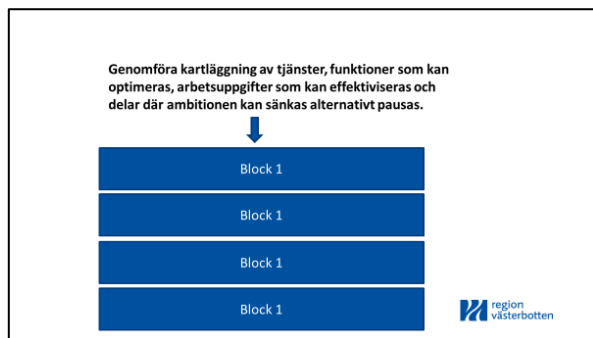 Genomföra kartläggning av tjänster, funktioner som kan
optimeras, arbetsuppgifter som kan effektiviseras och
delar där ambitionen kan sänkas alternativt pausas.
Block 1
Block 1
Block 1
Block 1
region
västerbotten